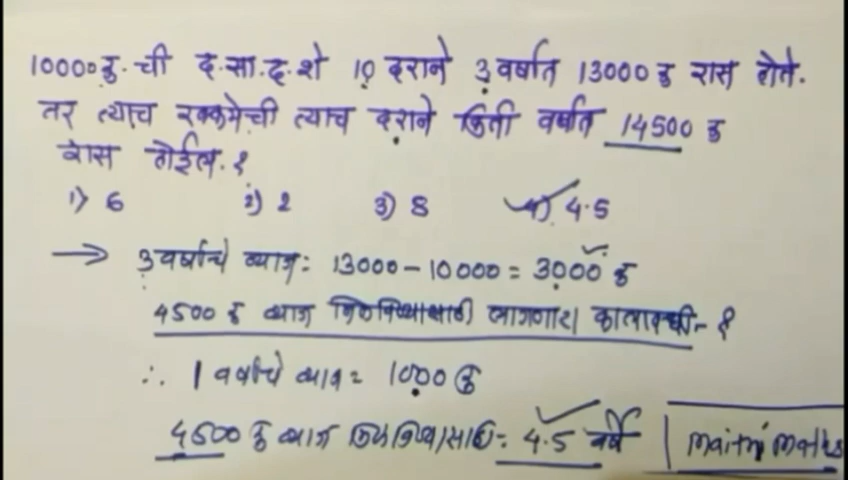 10000रु. ची द.सा.द.शे 10 दराने 3 वर्षात 13000 रु रास होते.
तर त्याच रक्कमेची त्याच दराने किती वर्षात 14500 रु
रास होईल. ?
1) 6 2) 2 3) 8 4) 4.5
→ 3 वर्षाचे व्याज: 13000 - 10000 = 3000 रु
4500 रु व्याज मिळविण्यासाठी लागणारा कालावधी - ?
∴ 1 वर्षाचे व्याज = 1000 रु
4500 रु व्याज मिळविण्यासाठी = 4.5 वर्षे
Maitri Maths